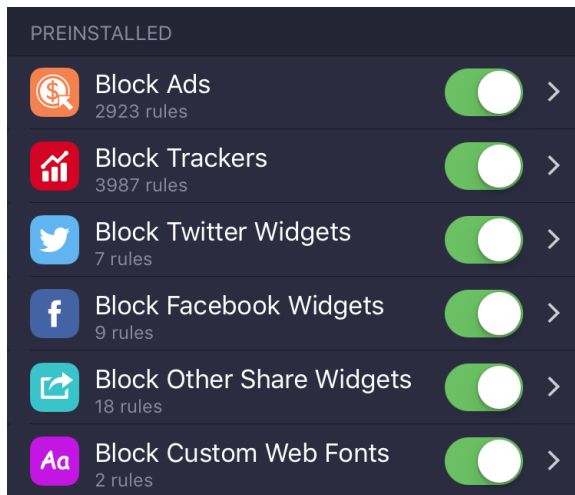 PREINSTALLED
Block Ads
2923 rules
Block Trackers
3987 rules
Block Twitter Widgets
7 rules
Block Facebook Widgets
9 rules
Block Other Share Widgets
18 rules
Aa
Block Custom Web Fonts
2 rules